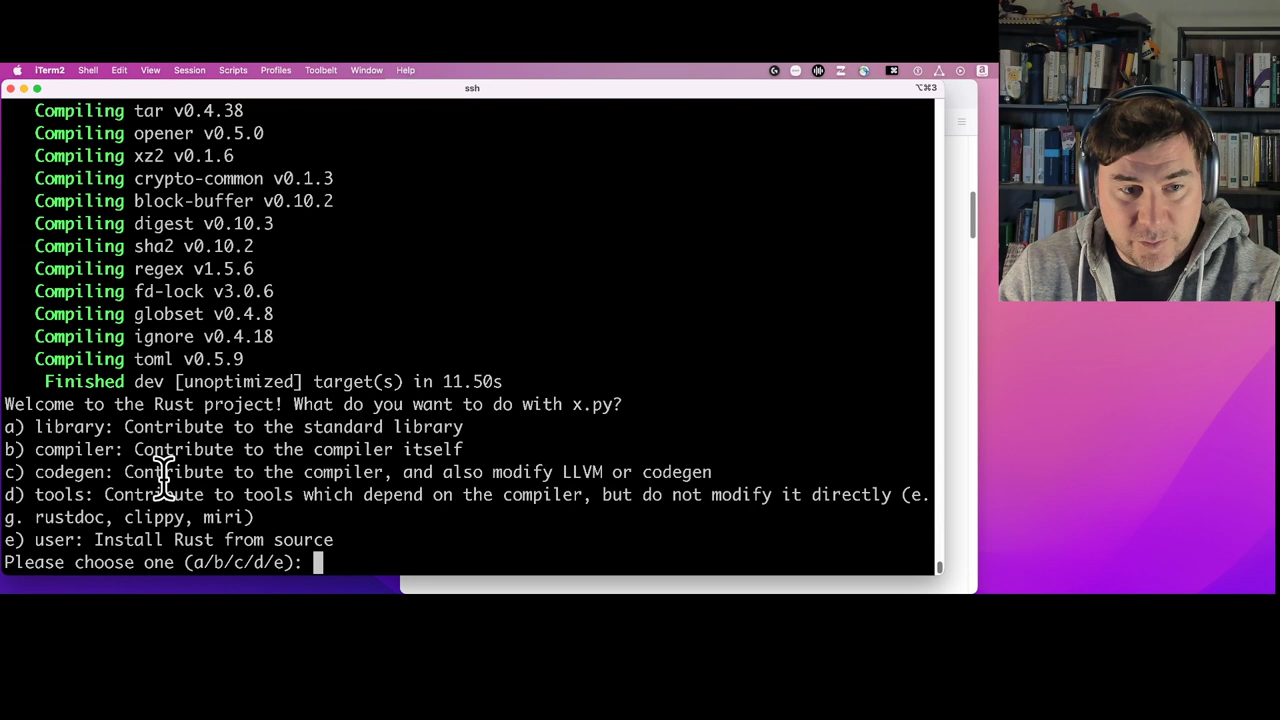 iTerm2 Shell Edit View Session Scripts Profiles Toolbelt Window Help
ssh
⌥⌘3
Compiling tar v0.4.38
Compiling opener v0.5.0
Compiling xz2 v0.1.6
Compiling crypto-common v0.1.3
Compiling block-buffer v0.10.2
Compiling digest v0.10.3
Compiling sha2 v0.10.2
Compiling regex v1.5.6
Compiling fd-lock v3.0.6
Compiling globset v0.4.8
Compiling ignore v0.4.18
Compiling toml v0.5.9
Finished dev [unoptimized] target(s) in 11.50s
Welcome to the Rust project! What do you want to do with x.py?
a) library: Contribute to the standard library
b) compiler: Contribute to the compiler itself
c) codegen: Contribute to the compiler, and also modify LLVM or codegen
d) tools: Contribute to tools which depend on the compiler, but do not modify it directly (e.
g. rustdoc, clippy, miri)
e) user: Install Rust from source
Please choose one (a/b/c/d/e):